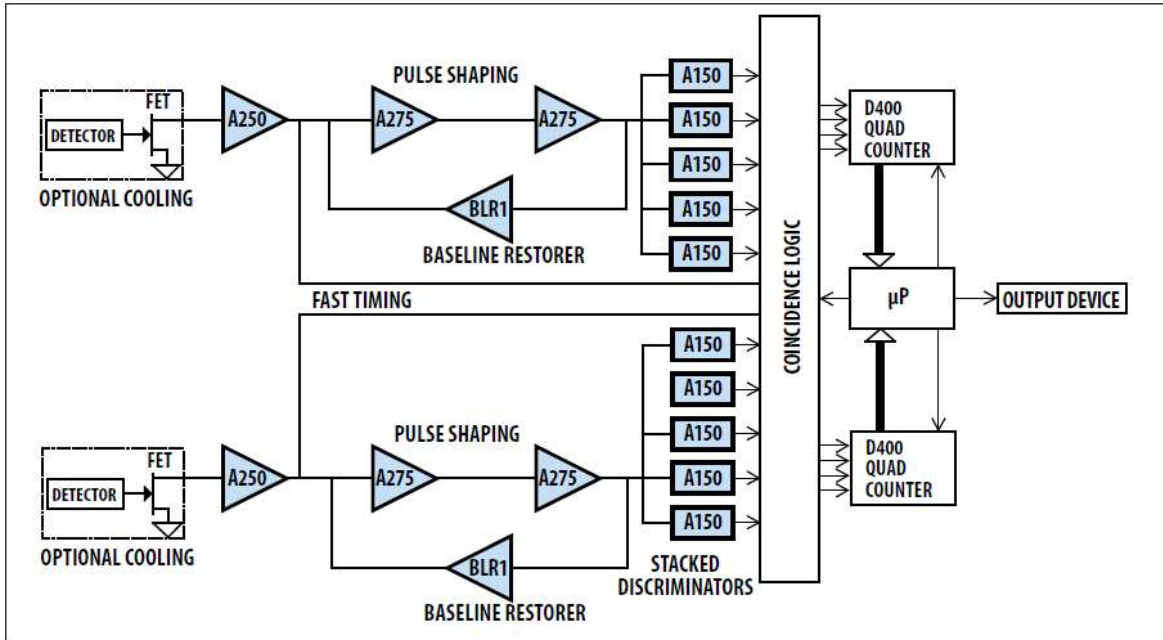 PULSE SHAPING
FET
DETECTOR
OPTIONAL COOLING
A250
A275
A275
BLR1
BASELINE RESTORER
A150
A150
A150
A150
A150
FAST TIMING
COINCIDENCE LOGIC
D400
QUAD
COUNTER
µP
OUTPUT DEVICE
D400
QUAD
COUNTER
PULSE SHAPING
FET
DETECTOR
OPTIONAL COOLING
A250
A275
A275
BLR1
BASELINE RESTORER
A150
A150
A150
A150
A150
STACKED
DISCRIMINATORS